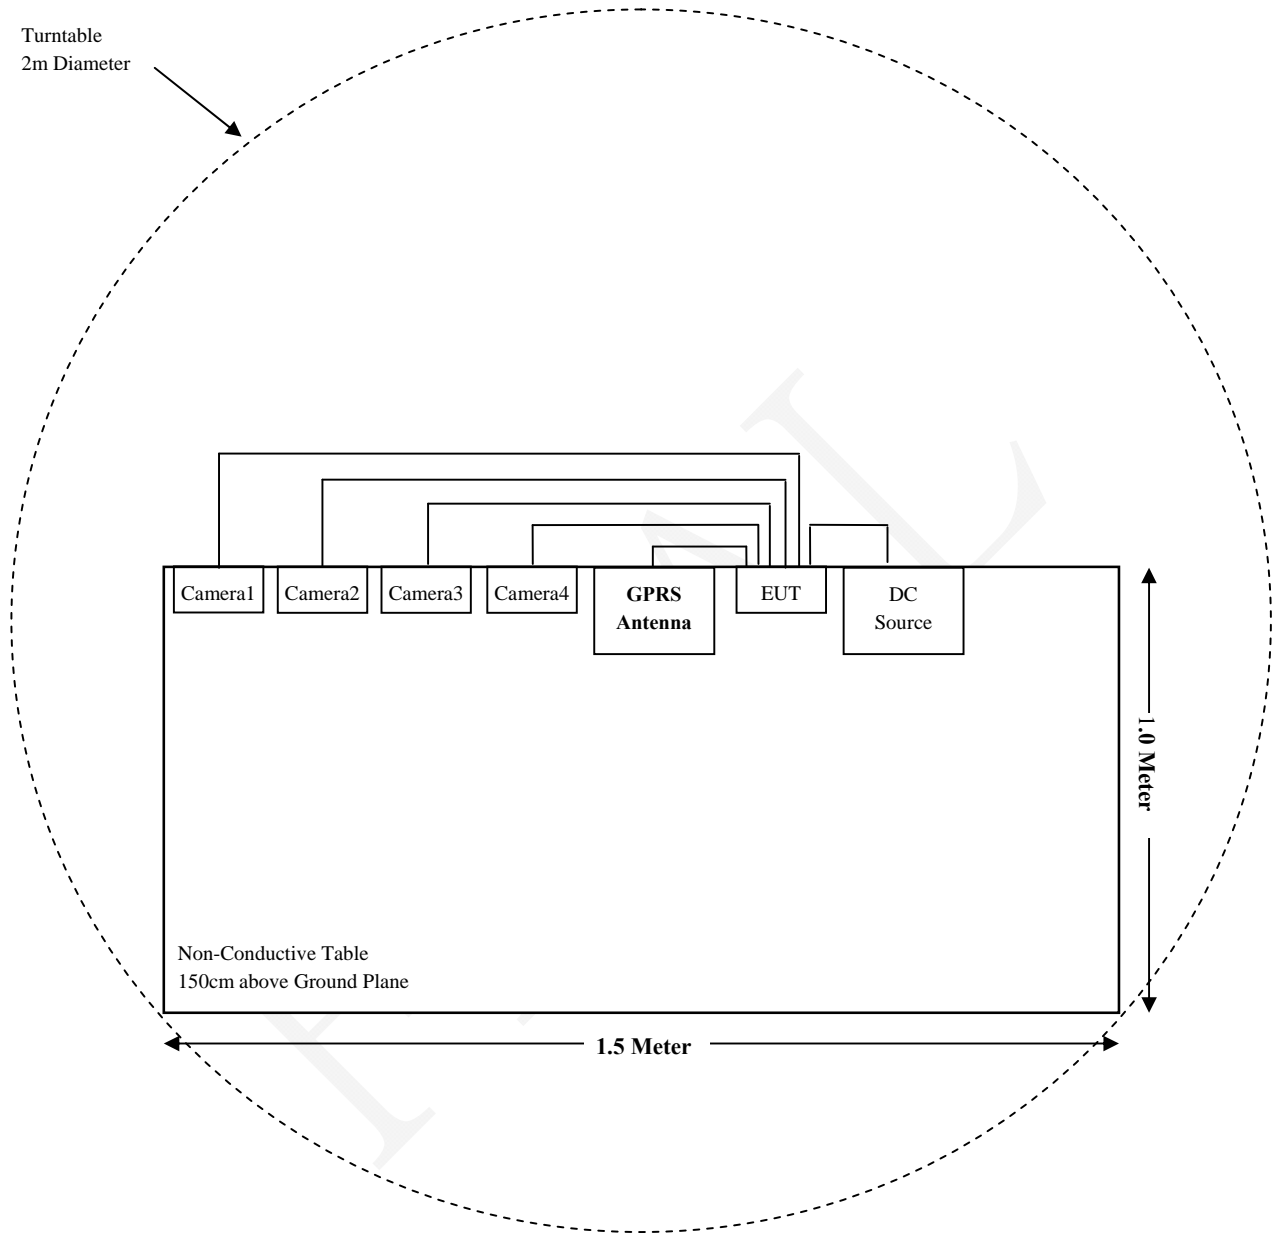 Turntable
2m Diameter
Camera1
Camera2
Camera3
Camera4
GPRS
Antenna
EUT
DC
Source
1.0 Meter
Non-Conductive Table
150cm above Ground Plane
1.5 Meter